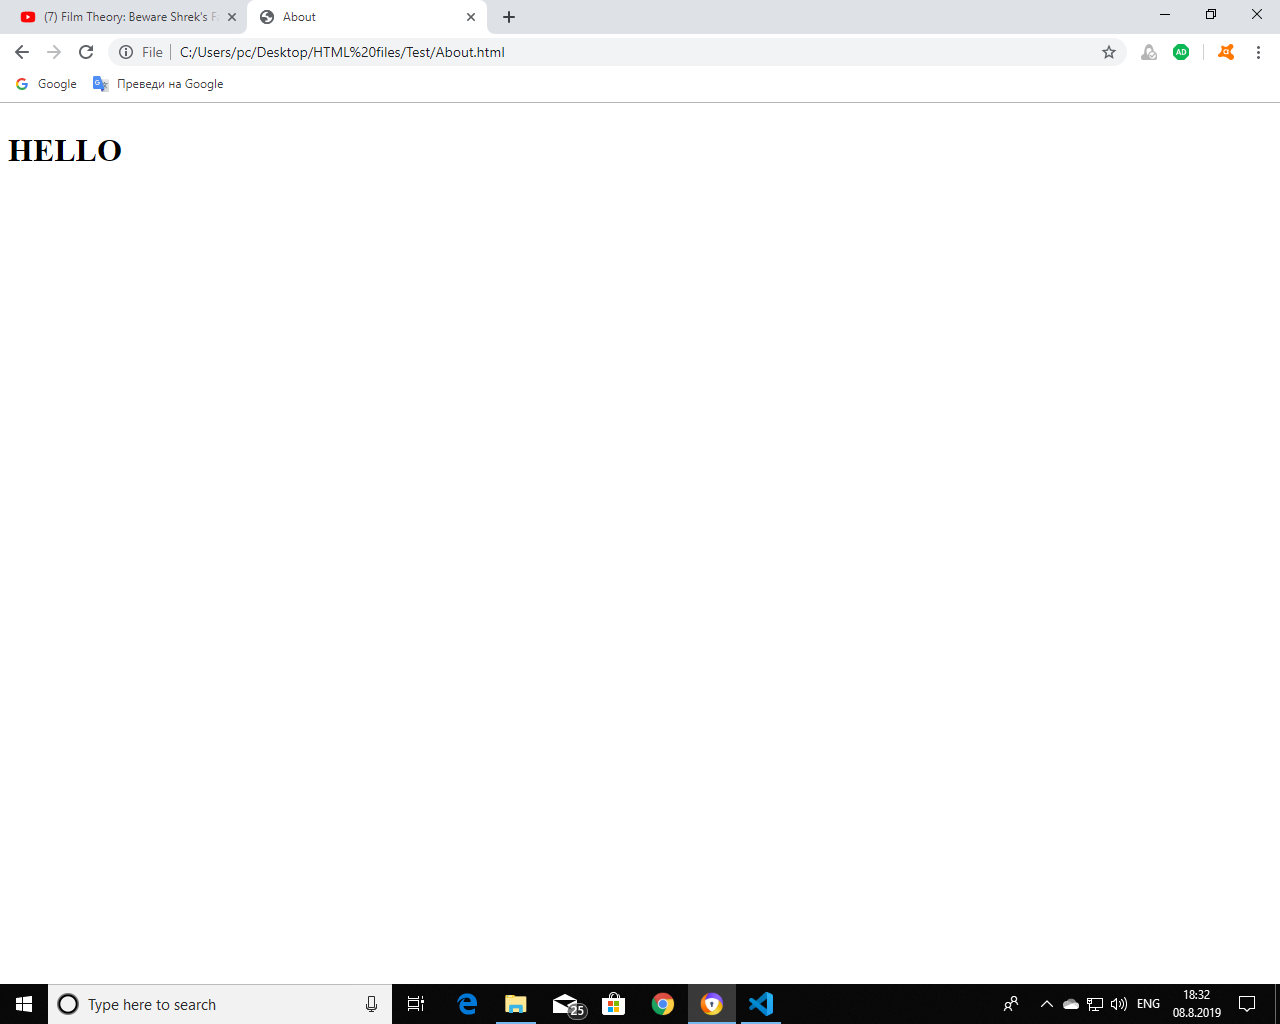 (7) Film Theory: Beware Shrek's
About
File
C:/Users/pc/Desktop/HTML%20files/Test/About.html
AD
Google
Преведи на Google
HELLO
Type here to search
25
ENG
18:32
08.8.2019